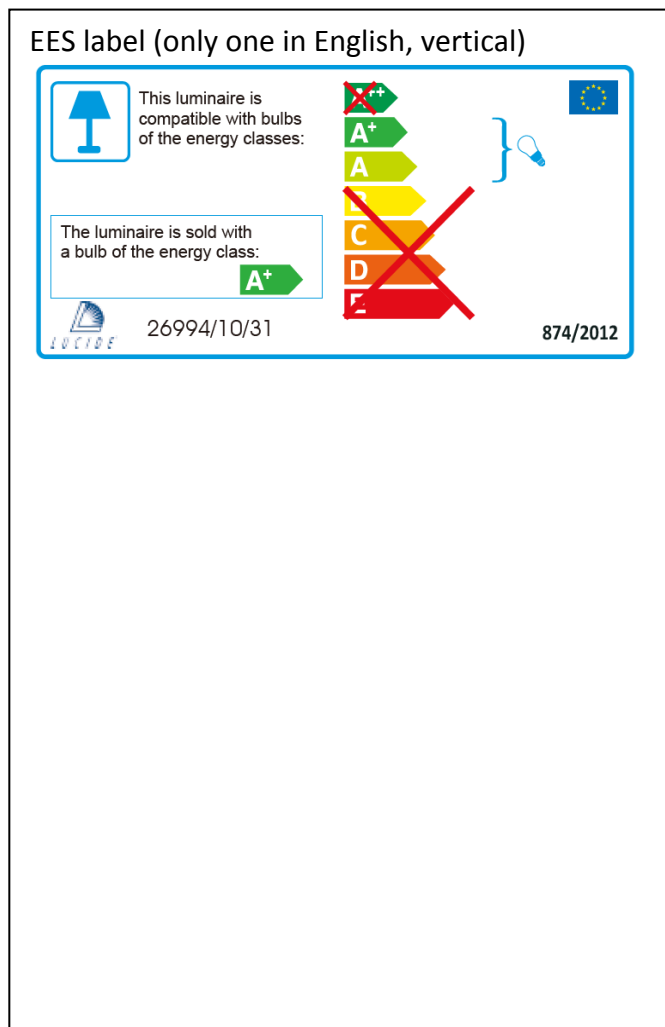 EES label (only one in English, vertical)
This luminaire is
compatible with bulbs
of the energy classes:
A++
A+
A
B
C
D
E
The luminaire is sold with
a bulb of the energy class:
A+
LUCIDE
26994/10/31
874/2012